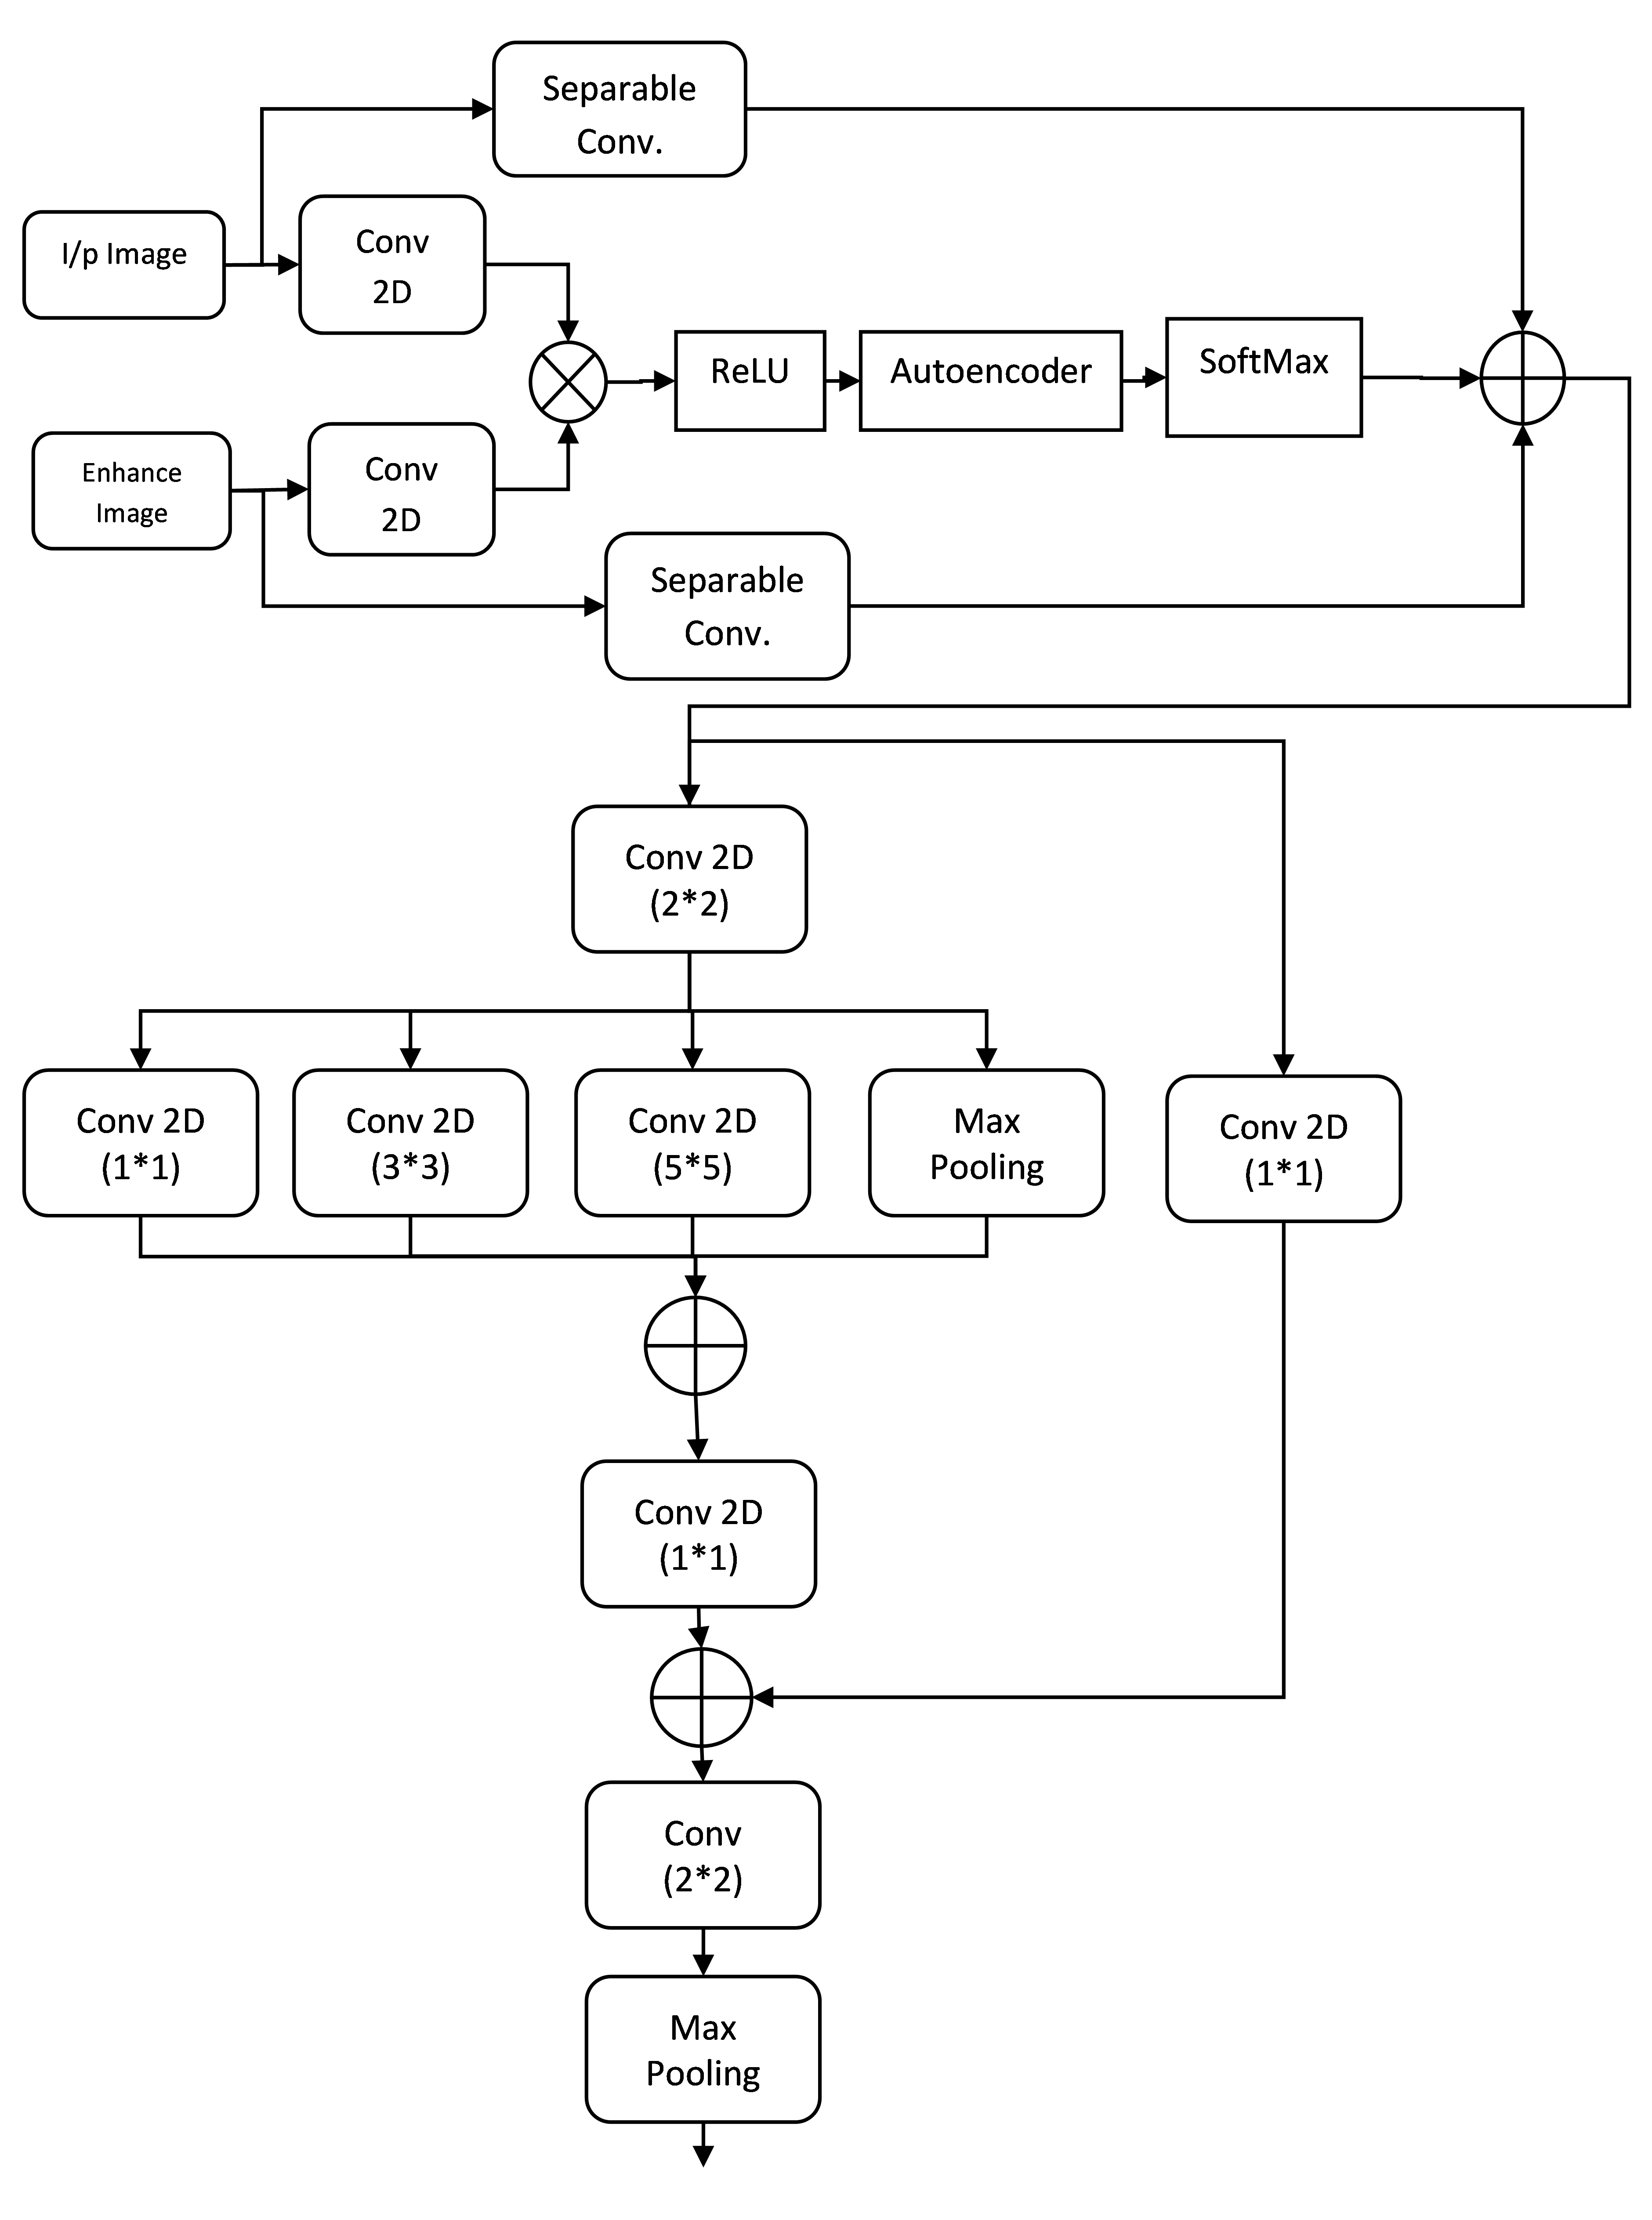 Separable
Conv.
I/p Image
Conv
2D
ReLU
Autoencoder
SoftMax
Enhance
Image
Conv
2D
Separable
Conv.
Conv 2D
(2*2)
Conv 2D
(1*1)
Conv 2D
(3*3)
Conv 2D
(5*5)
Max
Pooling
Conv 2D
(1*1)
Conv 2D
(1*1)
Conv
(2*2)
Max
Pooling